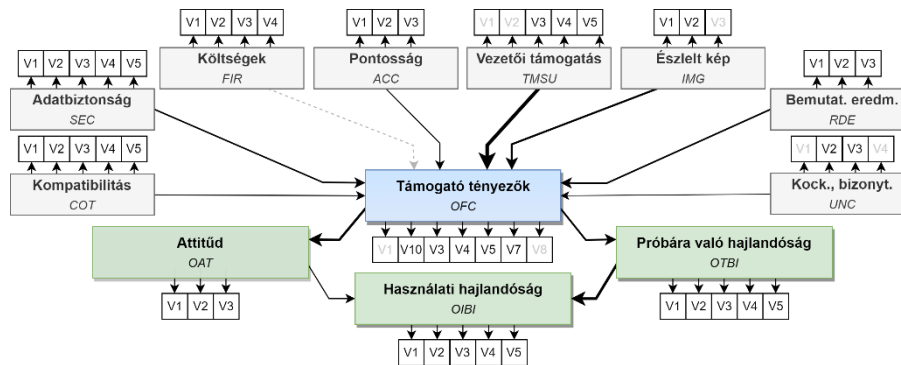 V1 V2 V3 V4
V1 V2 V3
V1 V2 V3 V4 V5
V1 V2 V3
Költségek
FIR
Pontosság
ACC
Vezetői támogatás
TMSU
Észlelt kép
IMG
V1 V2 V3 V4 V5
Adatbiztonság
SEC
V1 V2 V3
Bemutat. eredm.
RDE
V1 V2 V3 V4 V5
Kompatibilitás
COT
V1 V2 V3 V4
Kock., bizonyt.
UNC
Támogató tényezők
OFC
V1 V10 V3 V4 V5 V7 V8
Attitűd
OAT
V1 V2 V3
Próbára való hajlandóság
OTBI
V1 V2 V3 V4 V5
Használati hajlandóság
OIBI
V1 V2 V3 V4 V5